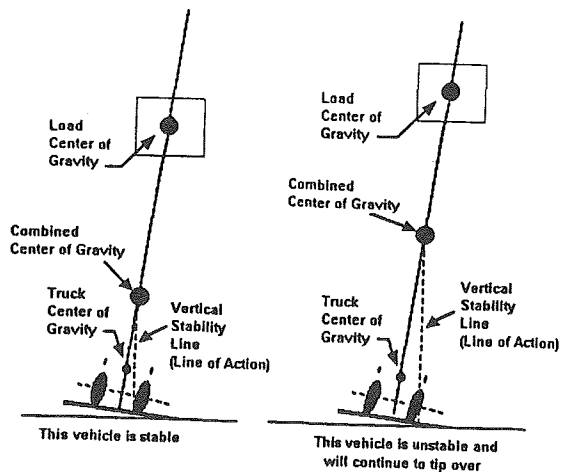 Load
Center of
Gravity
Combined
Center of Gravity
Truck
Center of
Gravity
Vertical
Stability
Line
(Line of Action)
This vehicle is stable
Load
Center of
Gravity
Combined
Center of Gravity
Truck
Center of
Gravity
Vertical
Stability
Line
(Line of Action)
This vehicle is unstable and
will continue to tip over